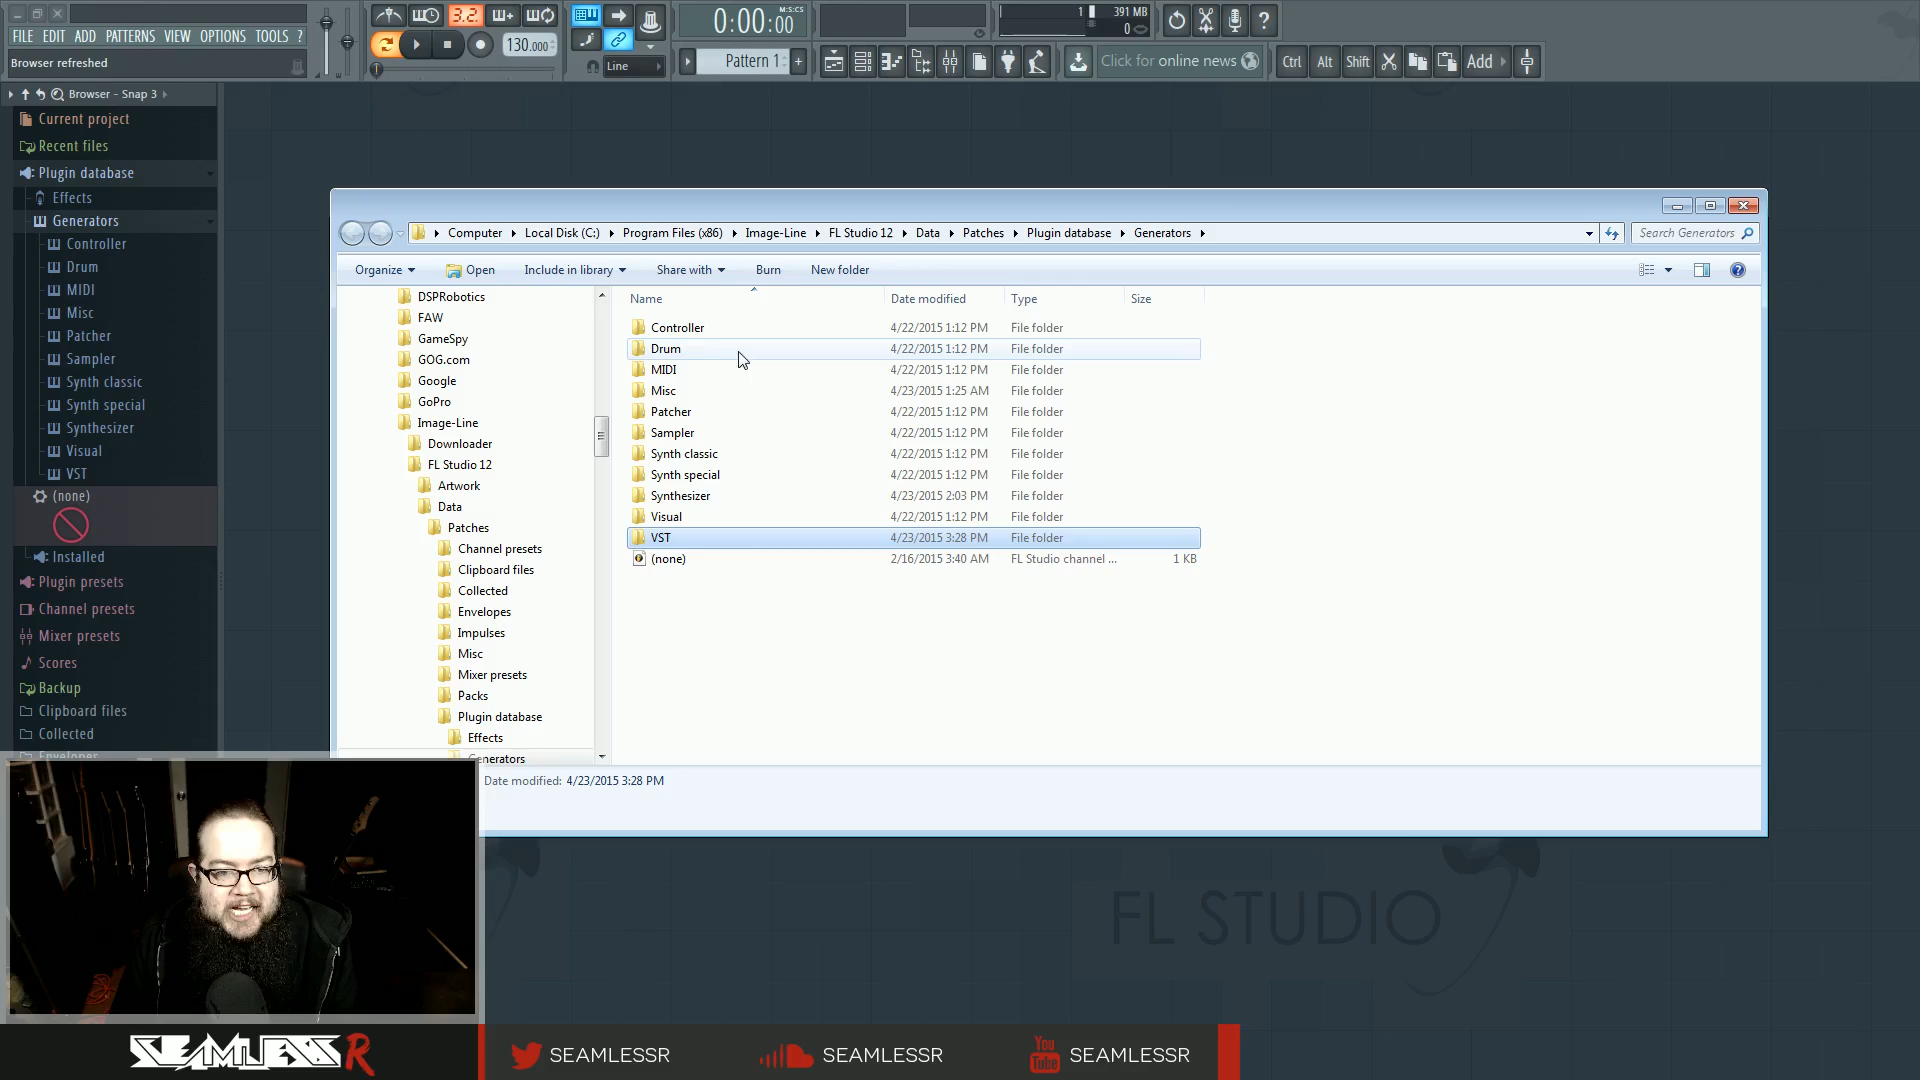 FILE EDIT ADD PATTERNS VIEW OPTIONS TOOLS ?
Browser refreshed
3.2
130.000
Line
0:00:00
M:S:CS
Pattern 1
+
1
391 MB
0
?
Click for online news
Ctrl
Alt
Shift
Add
Browser - Snap 3
Current project
Recent files
Plugin database
Effects
Generators
Controller
Drum
MIDI
Misc
Patcher
Sampler
Synth classic
Synth special
Synthesizer
Visual
VST
(none)
Installed
Plugin presets
Channel presets
Mixer presets
Scores
Backup
Clipboard files
Collected
Envelopes
Computer Local Disk (C:) Program Files (x86) Image-Line FL Studio 12 Data Patches Plugin database Generators
Search Generators
Organize Open Include in library Share with Burn New folder
DSPRobotics
FAW
GameSpy
GOG.com
Google
GoPro
Image-Line
Downloader
FL Studio 12
Artwork
Data
Patches
Channel presets
Clipboard files
Collected
Envelopes
Impulses
Misc
Mixer presets
Packs
Plugin database
Effects
Generators
Name Date modified Type Size
Controller 4/22/2015 1:12 PM File folder
Drum 4/22/2015 1:12 PM File folder
MIDI 4/22/2015 1:12 PM File folder
Misc 4/23/2015 1:25 AM File folder
Patcher 4/22/2015 1:12 PM File folder
Sampler 4/22/2015 1:12 PM File folder
Synth classic 4/22/2015 1:12 PM File folder
Synth special 4/22/2015 1:12 PM File folder
Synthesizer 4/23/2015 2:03 PM File folder
Visual 4/22/2015 1:12 PM File folder
VST 4/23/2015 3:28 PM File folder
(none) 2/16/2015 3:40 AM FL Studio channel ... 1 KB
Date modified: 4/23/2015 3:28 PM
FL STUDIO
SEAMLESSR
SEAMLESSR
SEAMLESSR
You Tube SEAMLESSR